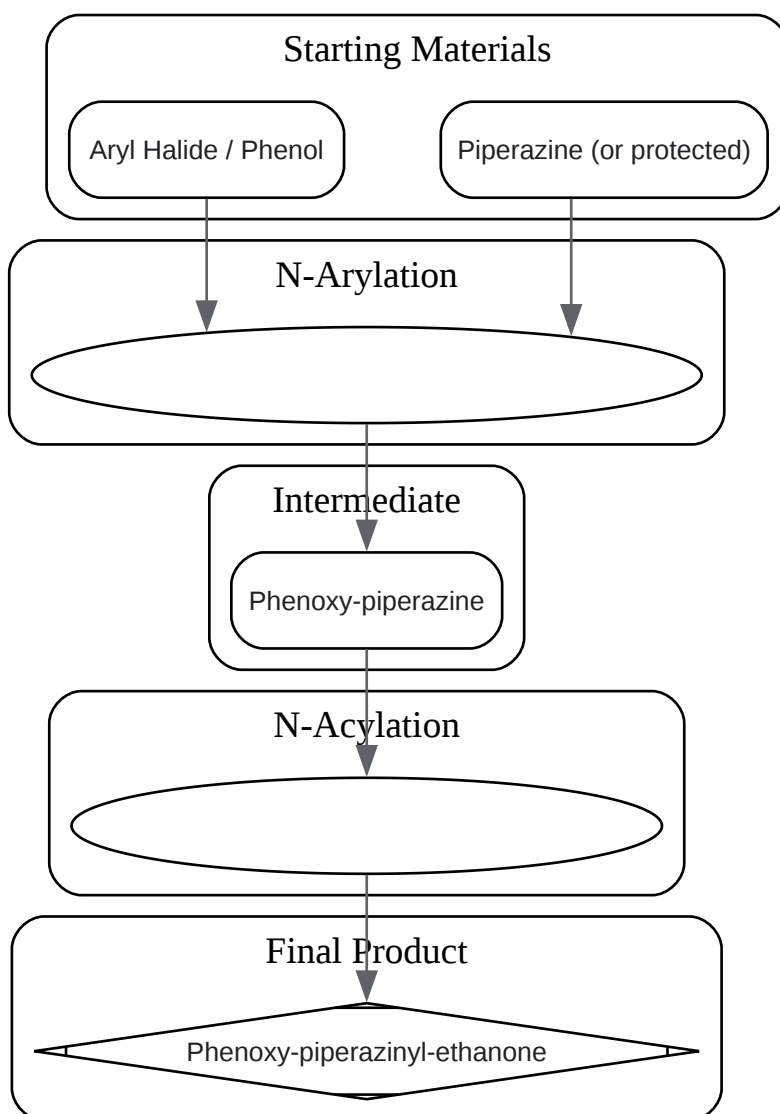 Starting Materials
Aryl Halide / Phenol
Piperazine (or protected)
N-Arylation
Intermediate
Phenoxy-piperazine
N-Acylation
Final Product
Phenoxy-piperazinyl-ethanone